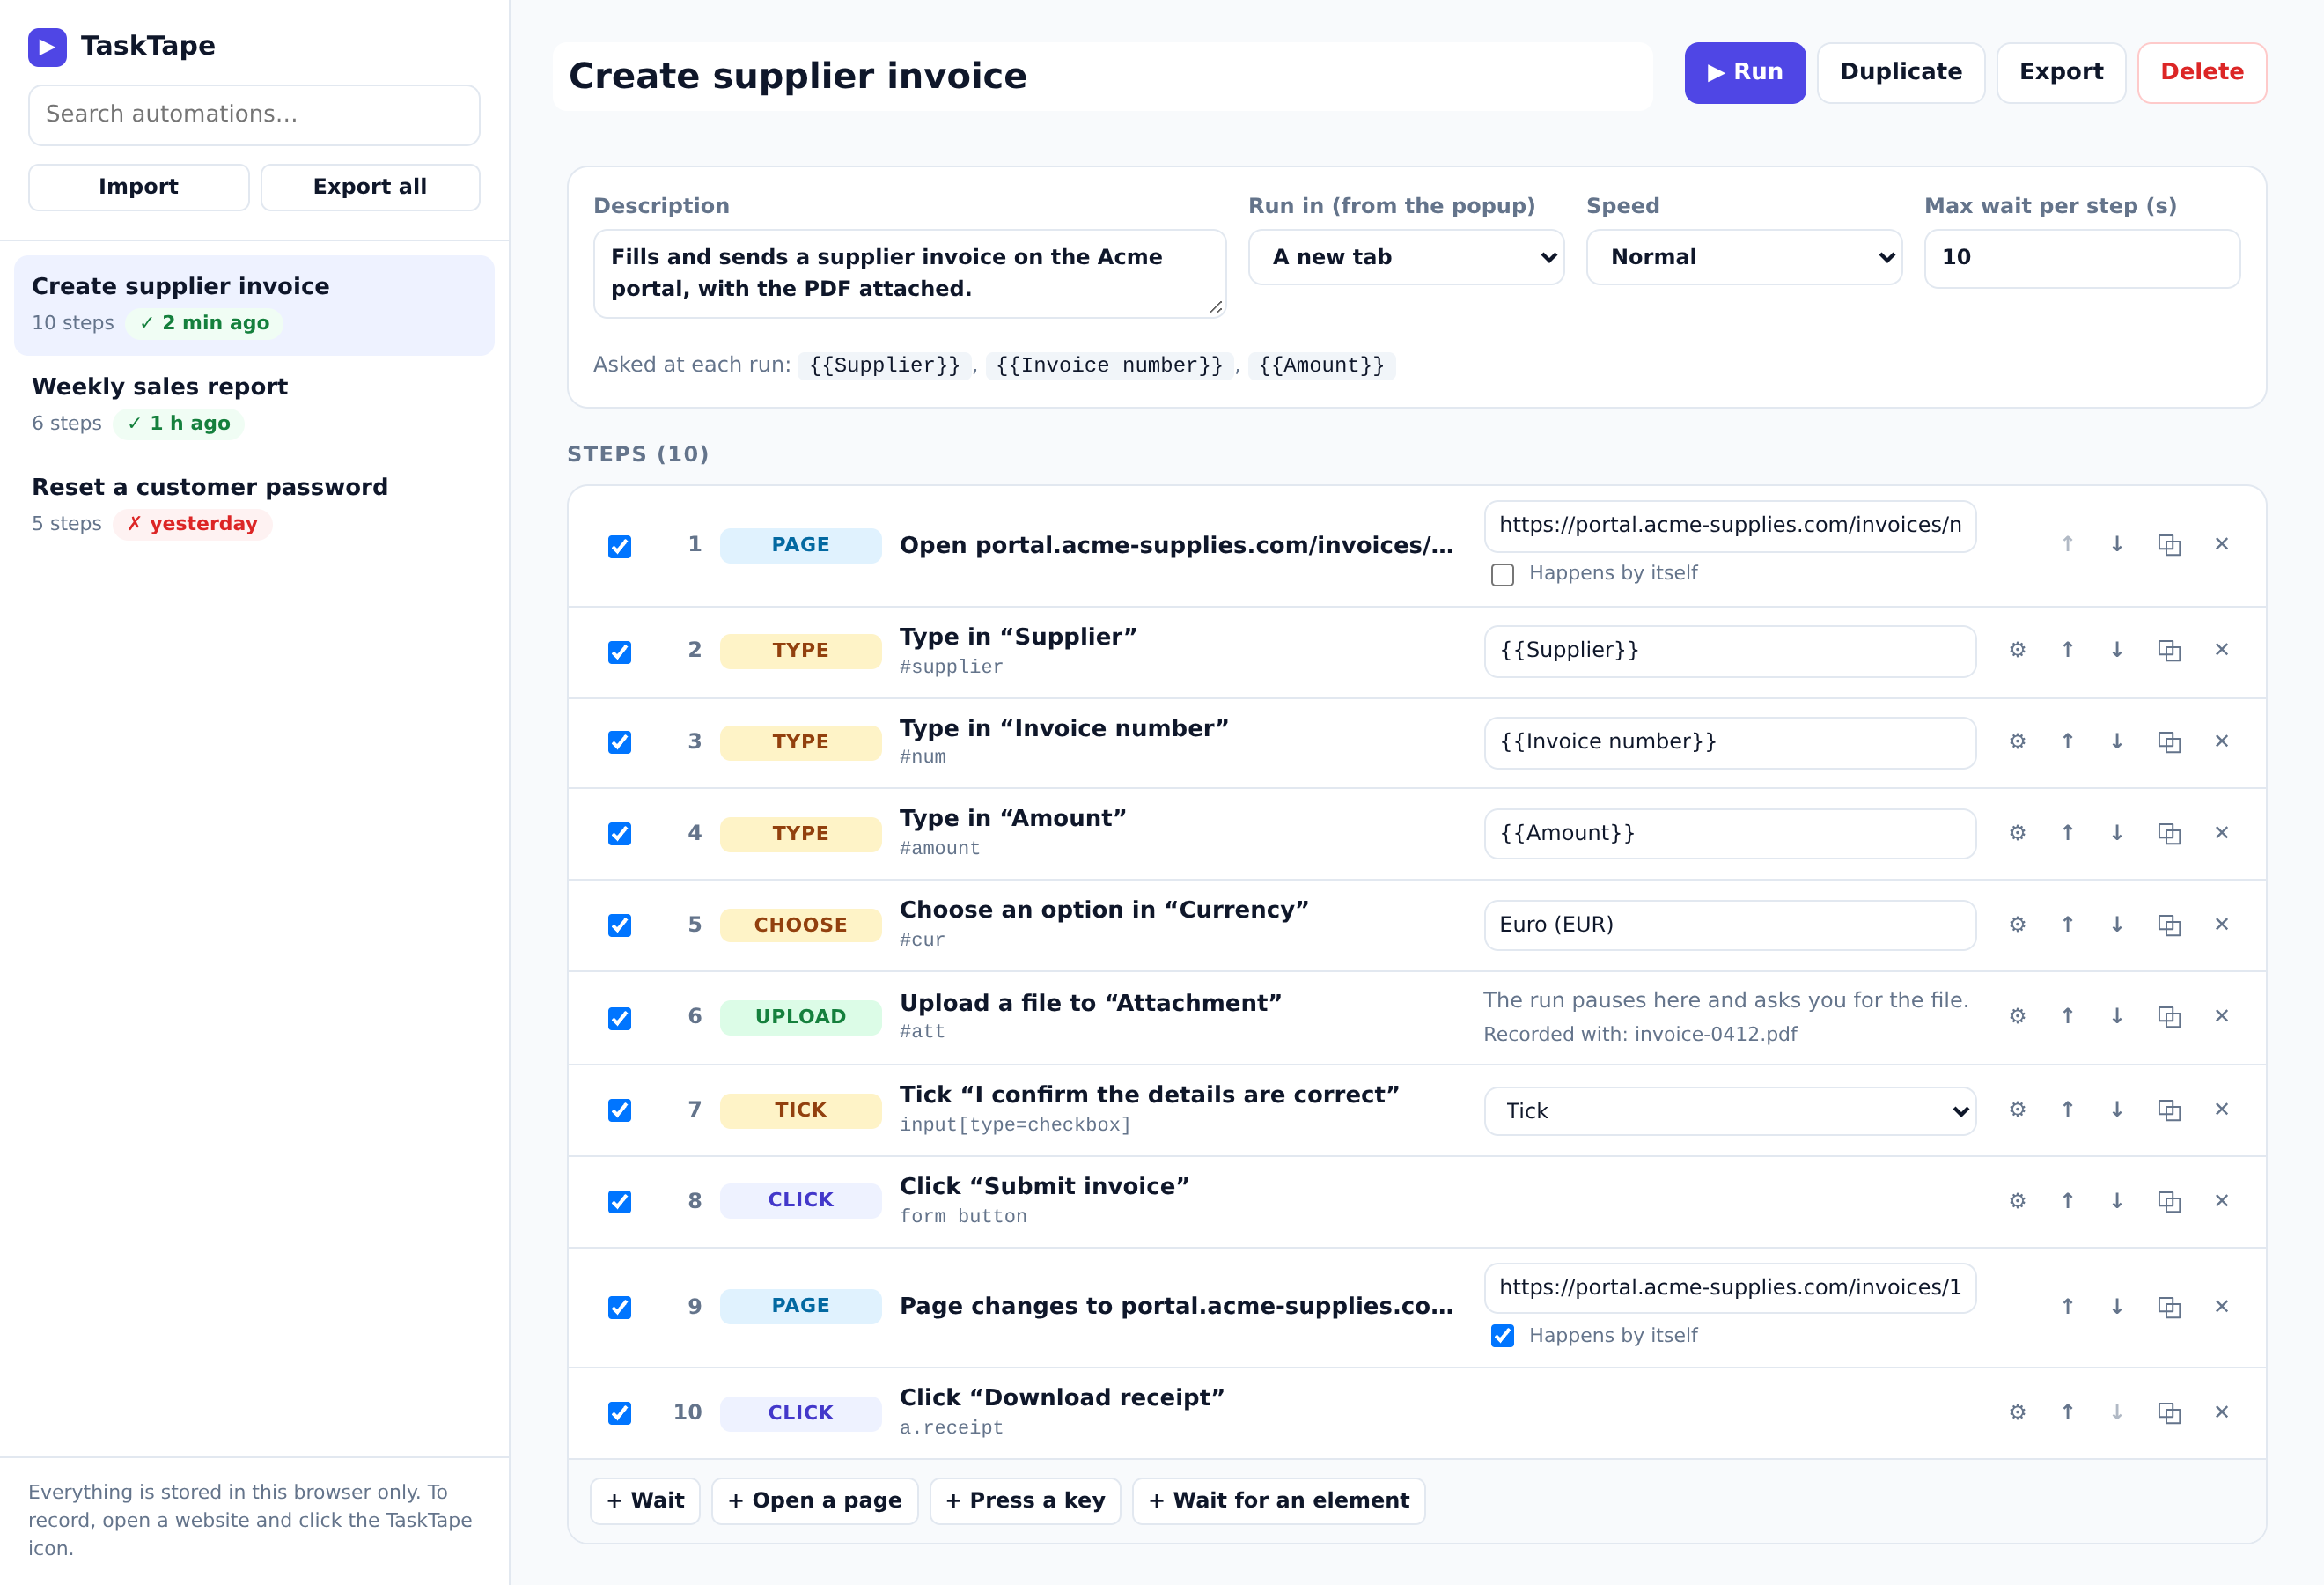 TaskTape
Search automations…
Import
Export all
Create supplier invoice
10 steps ✓ 2 min ago
Weekly sales report
6 steps ✓ 1 h ago
Reset a customer password
5 steps ✗ yesterday
Everything is stored in this browser only. To
record, open a website and click the TaskTape
icon.
Create supplier invoice
▶ Run
Duplicate
Export
Delete
Description
Run in (from the popup)
Speed
Max wait per step (s)
Fills and sends a supplier invoice on the Acme
portal, with the PDF attached.
A new tab
Normal
10
Asked at each run: {{Supplier}}, {{Invoice number}}, {{Amount}}
STEPS (10)
1 PAGE Open portal.acme-supplies.com/invoices/… https://portal.acme-supplies.com/invoices/n ↑ ↓ ✕
Happens by itself
2 TYPE Type in “Supplier” {{Supplier}} ⚙ ↑ ↓ ✕
#supplier
3 TYPE Type in “Invoice number” {{Invoice number}} ⚙ ↑ ↓ ✕
#num
4 TYPE Type in “Amount” {{Amount}} ⚙ ↑ ↓ ✕
#amount
5 CHOOSE Choose an option in “Currency” Euro (EUR) ⚙ ↑ ↓ ✕
#cur
6 UPLOAD Upload a file to “Attachment” The run pauses here and asks you for the file. ⚙ ↑ ↓ ✕
#att Recorded with: invoice-0412.pdf
7 TICK Tick “I confirm the details are correct” Tick ⚙ ↑ ↓ ✕
input[type=checkbox]
8 CLICK Click “Submit invoice” ⚙ ↑ ↓ ✕
form button
9 PAGE Page changes to portal.acme-supplies.co… https://portal.acme-supplies.com/invoices/1 ↑ ↓ ✕
Happens by itself
10 CLICK Click “Download receipt” ⚙ ↑ ↓ ✕
a.receipt
+ Wait
+ Open a page
+ Press a key
+ Wait for an element